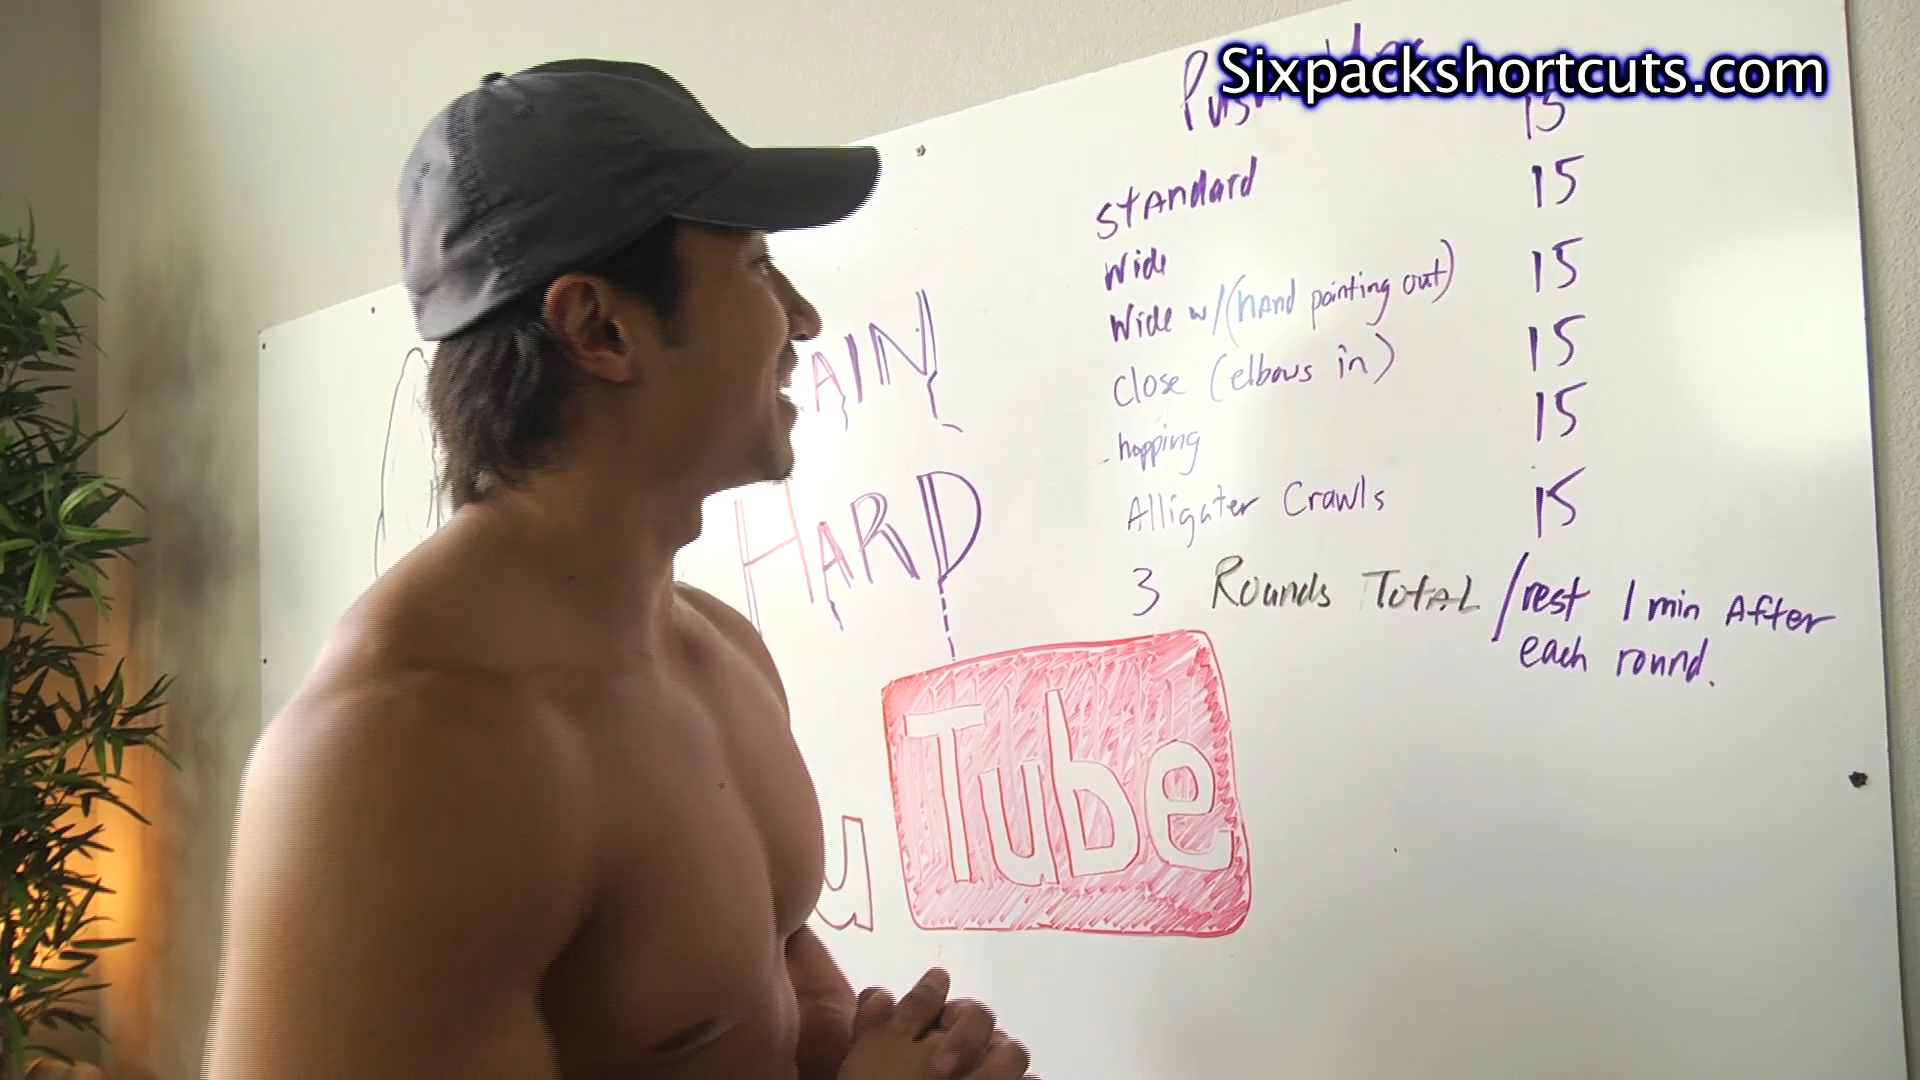 Sixpackshortcuts.com
15
standard 15
Wide 15
Wide w/(hAnd pointing out) 15
Close (elbows in) 15
hopping
Alligater Crawls 15
3 Rounds TotAL /rest 1 min After
each round.
AIN
HARD
u Tube